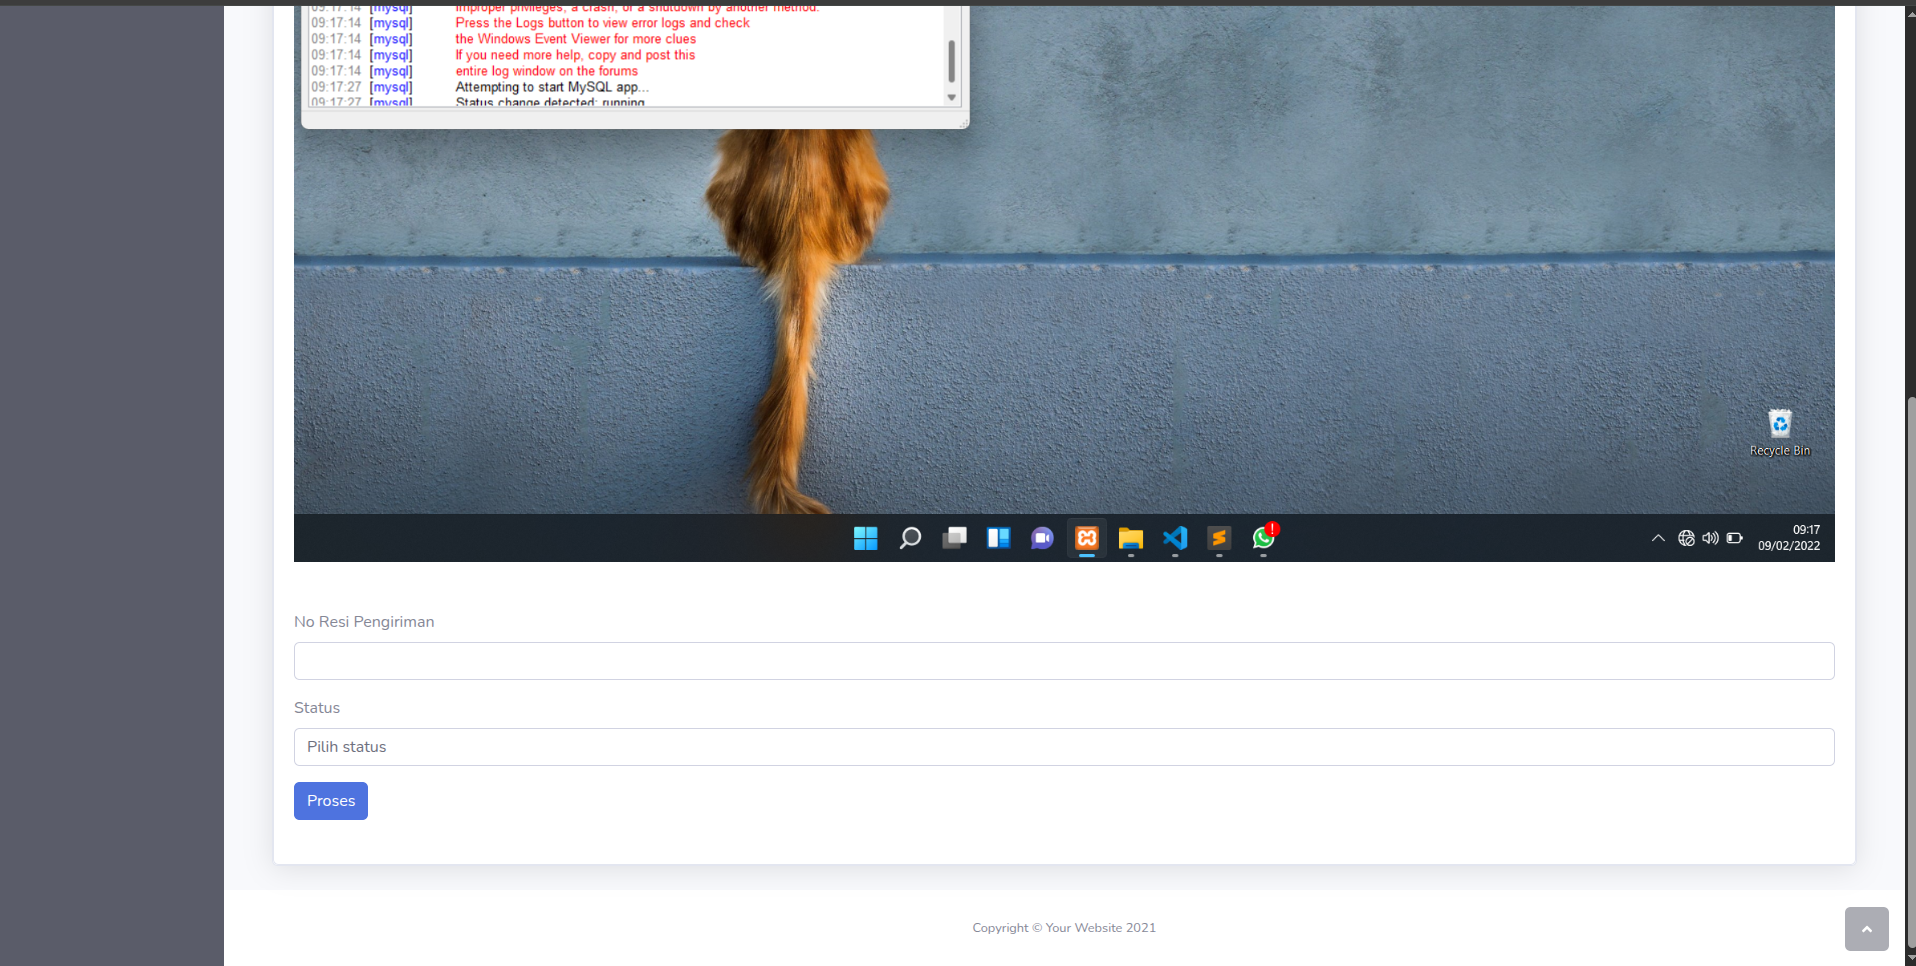 09:17:14 [mysql] Improper privileges, a crash, or a shutdown by another method.
09:17:14 [mysql] Press the Logs button to view error logs and check
09:17:14 [mysql] the Windows Event Viewer for more clues
09:17:14 [mysql] If you need more help, copy and post this
09:17:14 [mysql] entire log window on the forums
09:17:27 [mysql] Attempting to start MySQL app...
09:17:27 [mysql] Status change detected: running
Recycle Bin
09:17
09/02/2022
No Resi Pengiriman
Status
Pilih status
Proses
Copyright © Your Website 2021